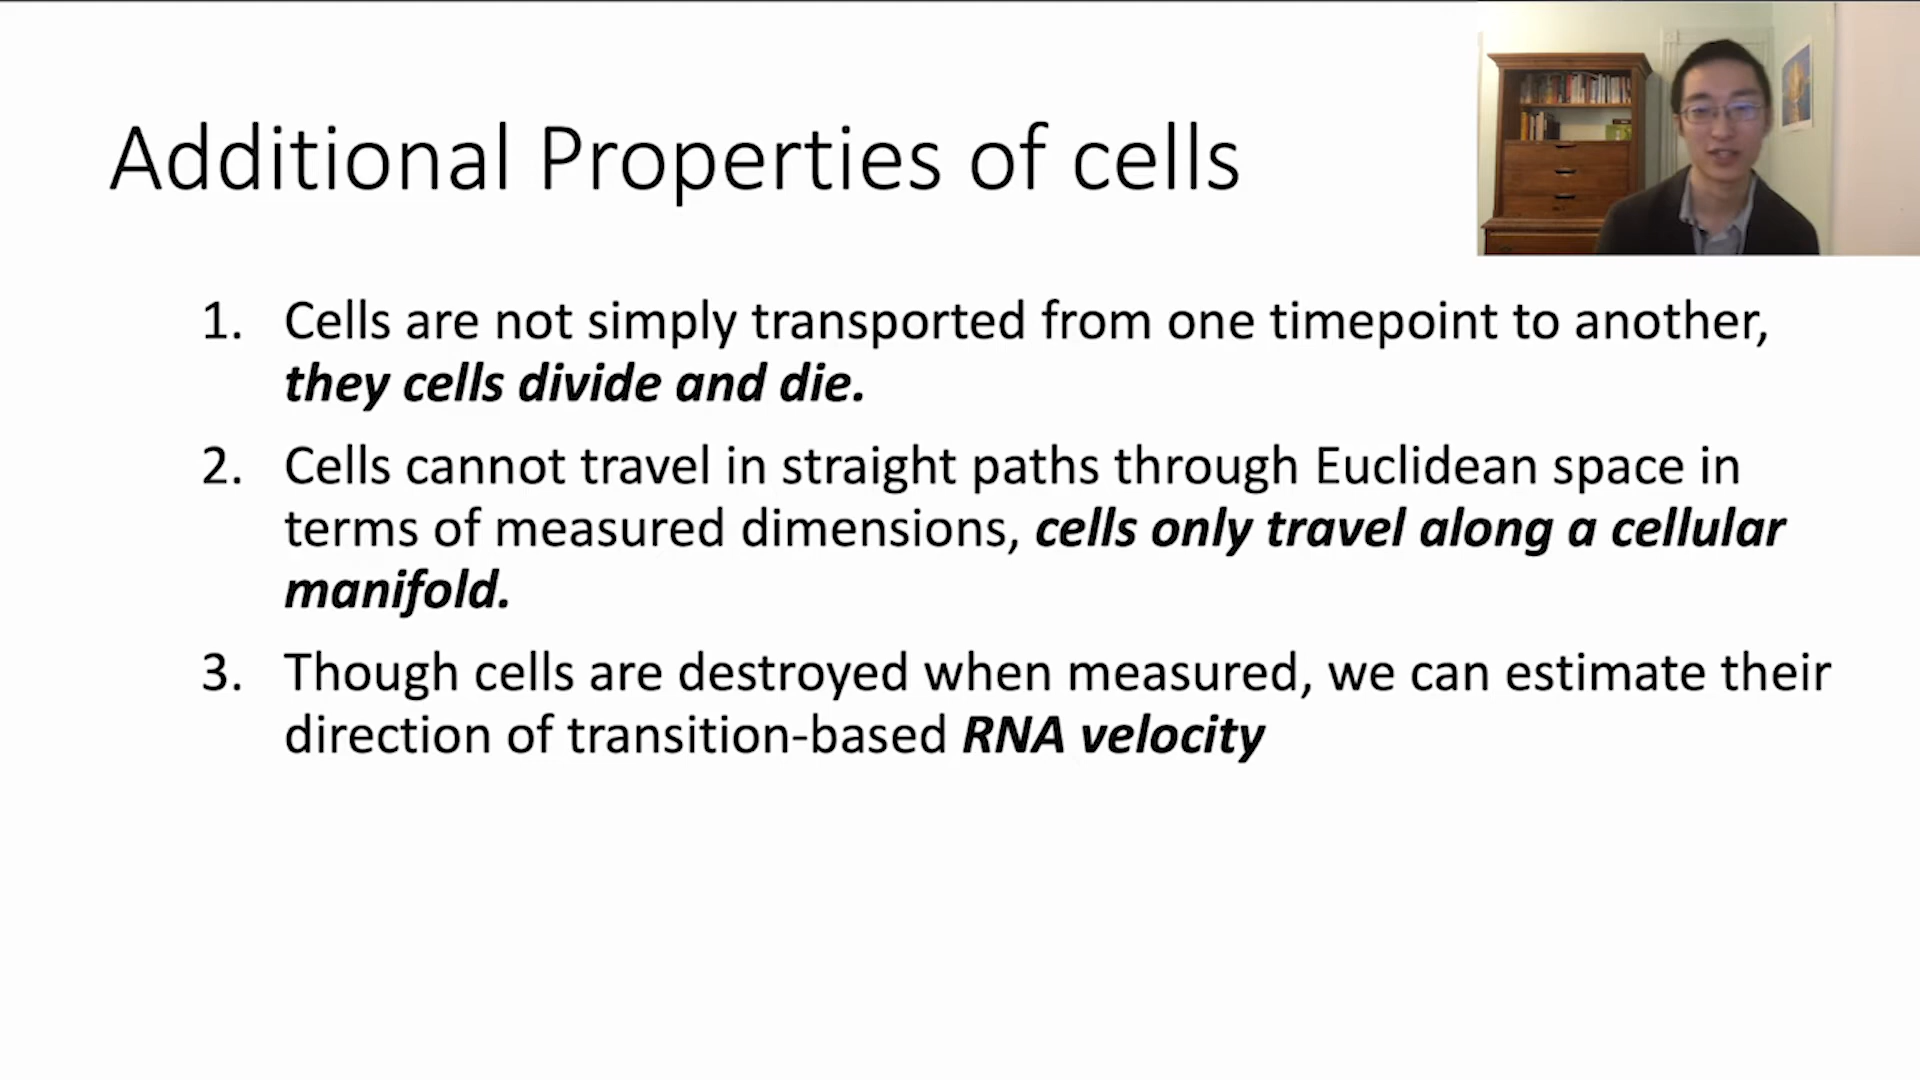 Additional Properties of cells
1. Cells are not simply transported from one timepoint to another,
they cells divide and die.
2. Cells cannot travel in straight paths through Euclidean space in
terms of measured dimensions, cells only travel along a cellular
manifold.
3. Though cells are destroyed when measured, we can estimate their
direction of transition-based RNA velocity